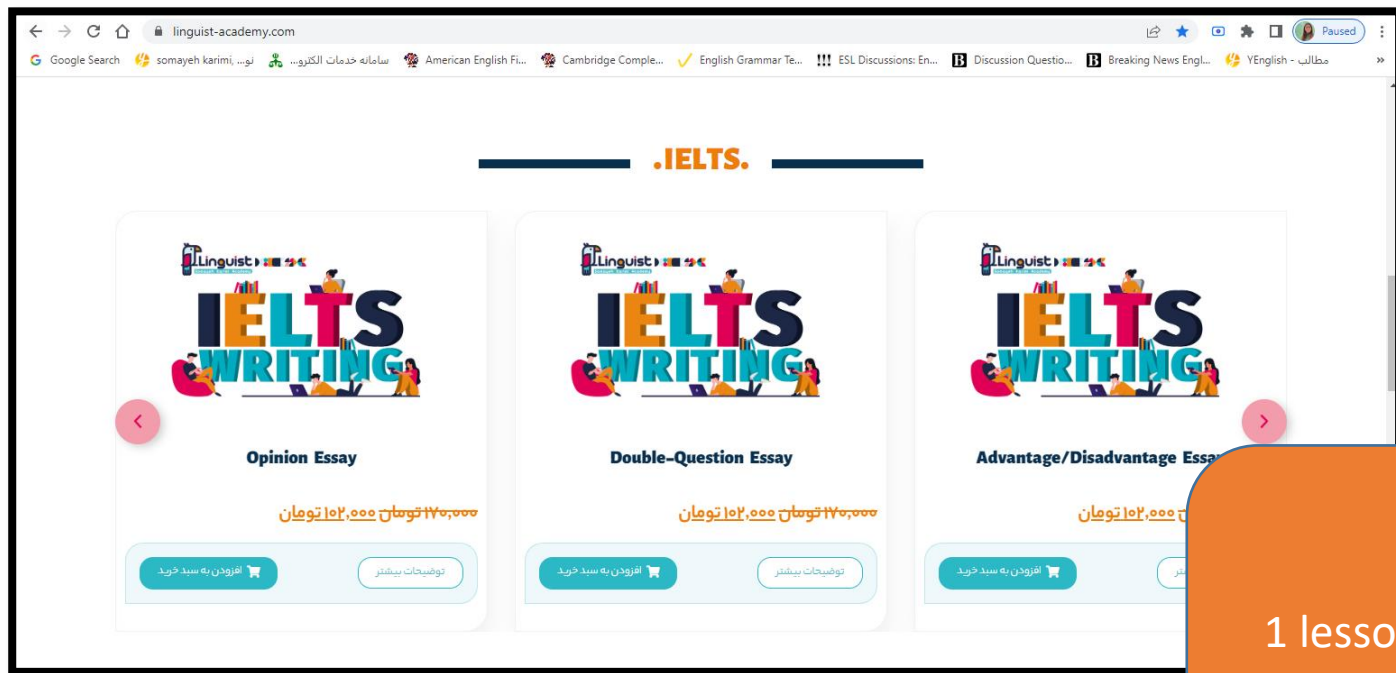 linguist-academy.com
Paused
Google Search
somayeh karimi, ...نو
سامانه خدمات الکترو...
American English Fi...
Cambridge Comple...
English Grammar Te...
ESL Discussions: En...
Discussion Questio...
Breaking News Engl...
YEnglish - مطالب
.IELTS.
Linguist
IELTS
WRITING
Opinion Essay
۱۷۰,۰۰۰ تومان ۱۰۲,۰۰۰ تومان
افزودن به سبد خرید
توضیحات بیشتر
Linguist
IELTS
WRITING
Double-Question Essay
۱۷۰,۰۰۰ تومان ۱۰۲,۰۰۰ تومان
افزودن به سبد خرید
توضیحات بیشتر
Linguist
IELTS
WRITING
Advantage/Disadvantage Essa
۱۰۲,۰۰۰ تومان
افزودن به سبد خرید
1 lesso